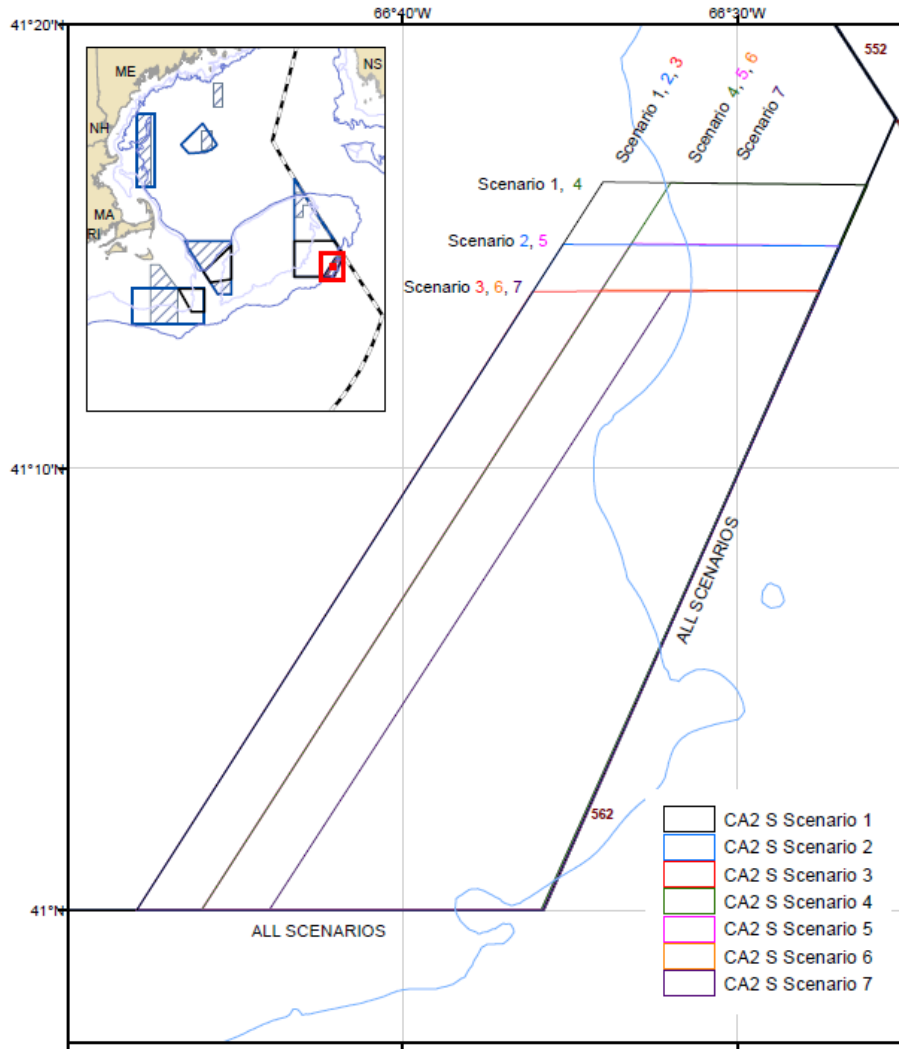 66°40'W
66°30'W
41°20'N
552
ME
NS
NH
MA
RI
Scenario 1, 2, 3
Scenario 4, 5, 6
Scenario 7
Scenario 1, 4
Scenario 2, 5
Scenario 3, 6, 7
41°10'N
ALL SCENARIOS
562
41°N
ALL SCENARIOS
CA2 S Scenario 1
CA2 S Scenario 2
CA2 S Scenario 3
CA2 S Scenario 4
CA2 S Scenario 5
CA2 S Scenario 6
CA2 S Scenario 7